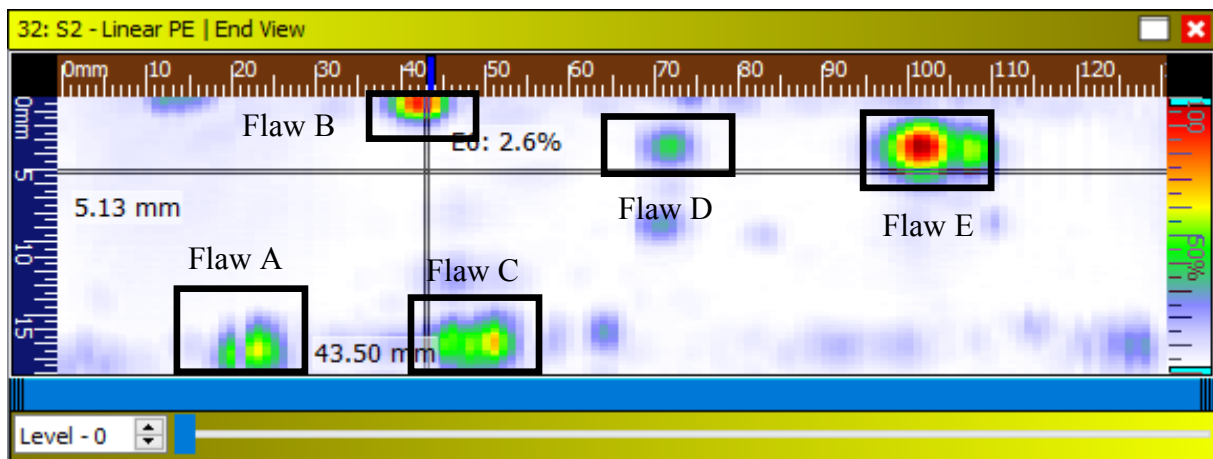 32: S2 - Linear PE | End View
0mm 10 20 30 40 50 60 70 80 90 100 110 120
0mm
5
10
15
Flaw B
E0: 2.6%
5.13 mm
Flaw D
Flaw E
Flaw A
Flaw C
43.50 mm
100
50%
Level - 0